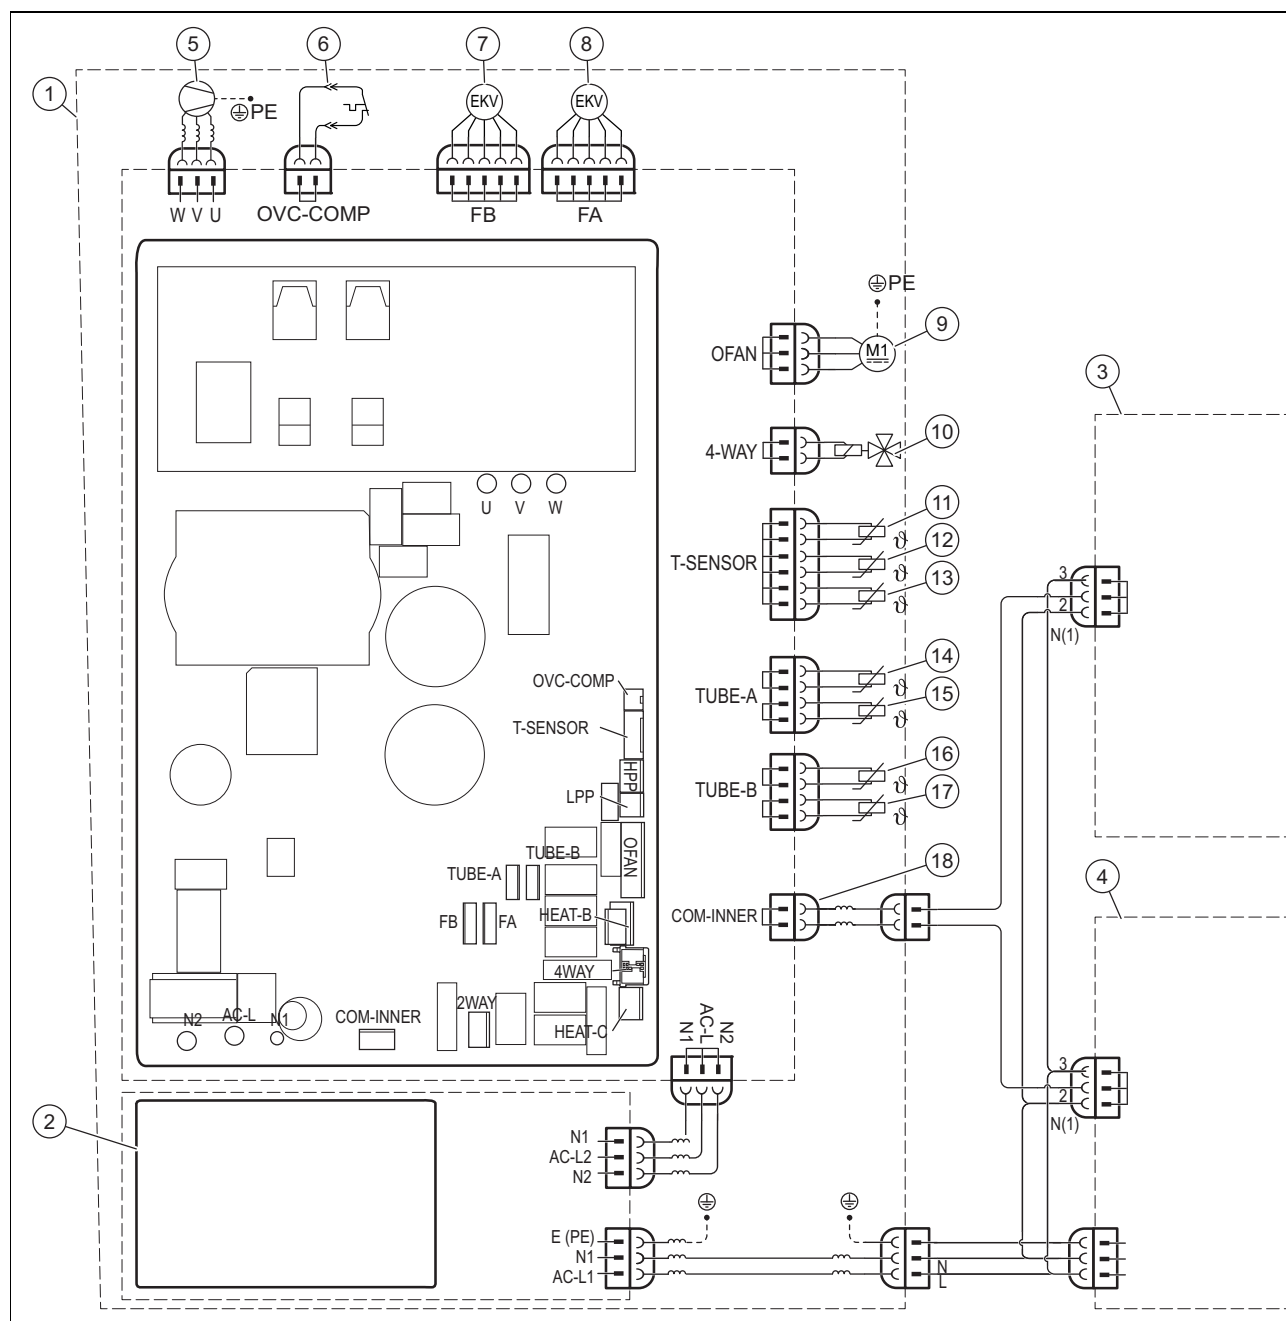 5
6
7
8
1
EKV
EKV
PE
W V U
OVC-COMP
FB
FA
PE
9
OFAN
M1
3
4-WAY
10
U
V
W
11
T-SENSOR
ϑ
12
ϑ
13
ϑ
3
2
N(1)
14
OVC-COMP
TUBE-A
ϑ
15
T-SENSOR
ϑ
16
HPP
LPP
TUBE-B
ϑ
17
ϑ
TUBE-B
OFAN
TUBE-A
18
4
FB
FA
HEAT-B
COM-INNER
4WAY
2WAY
N2
AC-L
N1
COM-INNER
HEAT-C
N1
AC-L
N2
3
2
N(1)
2
N1
AC-L2
N2
E (PE)
N1
AC-L1
N
L